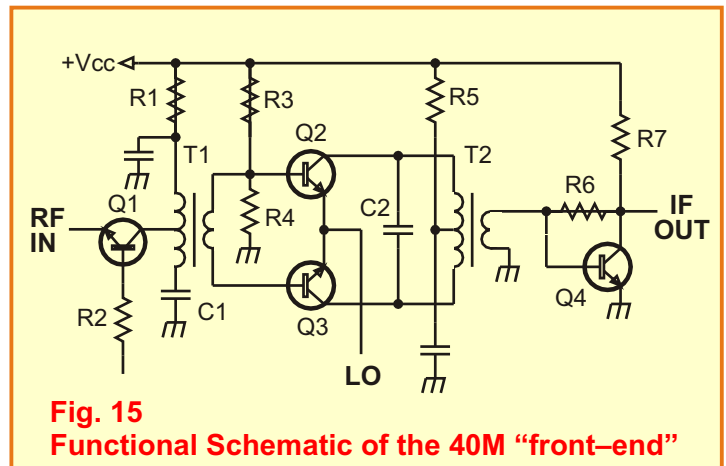 +Vcc
R1
R3
R5
R7
T1
Q2
T2
R6
Q1
R4
C2
RF
IN
IF
OUT
Q4
R2
C1
Q3
LO
Fig. 15
Functional Schematic of the 40M “front–end”